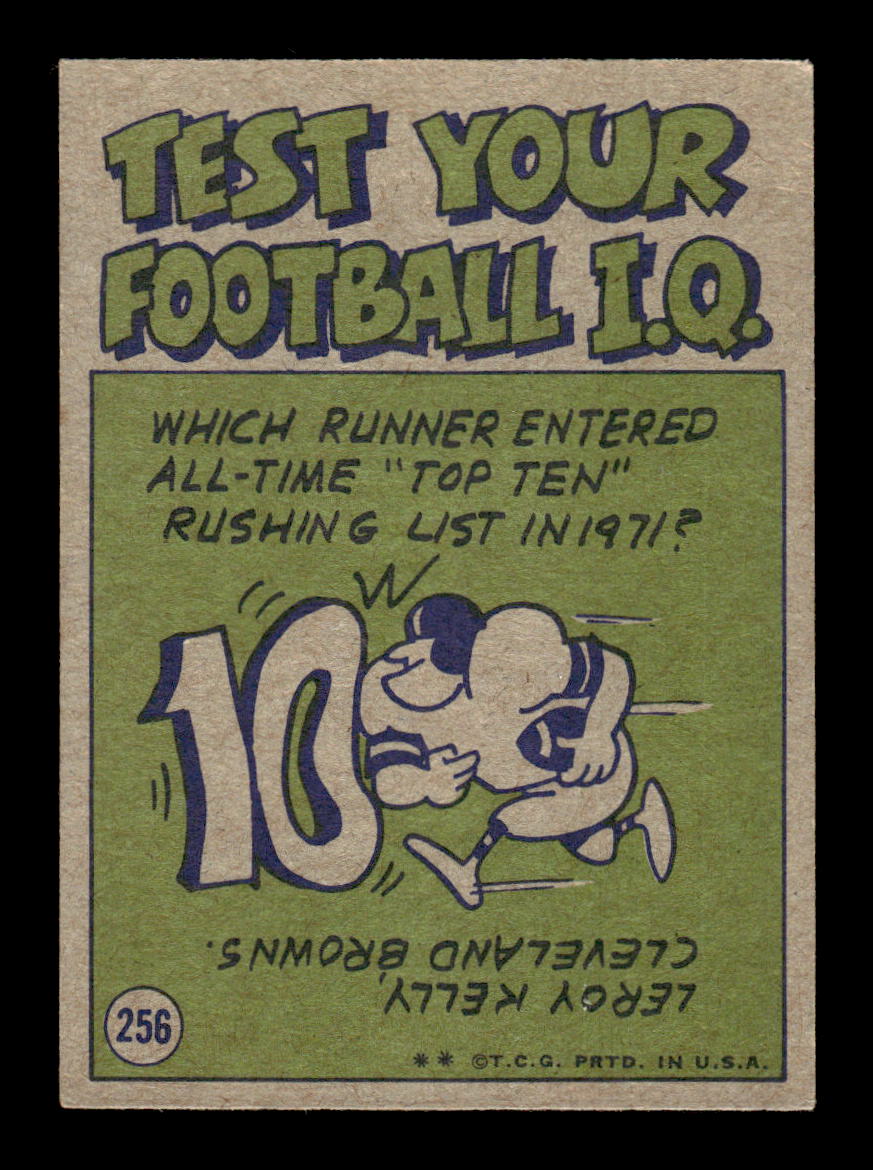 TEST YOUR
FOOTBALL I.Q.
WHICH RUNNER ENTERED
ALL-TIME "TOP TEN"
RUSHING LIST IN 1971?
10
LEROY KELLY,
CLEVELAND BROWNS.
256
** ©T.C.G. PRTD. IN U.S.A.